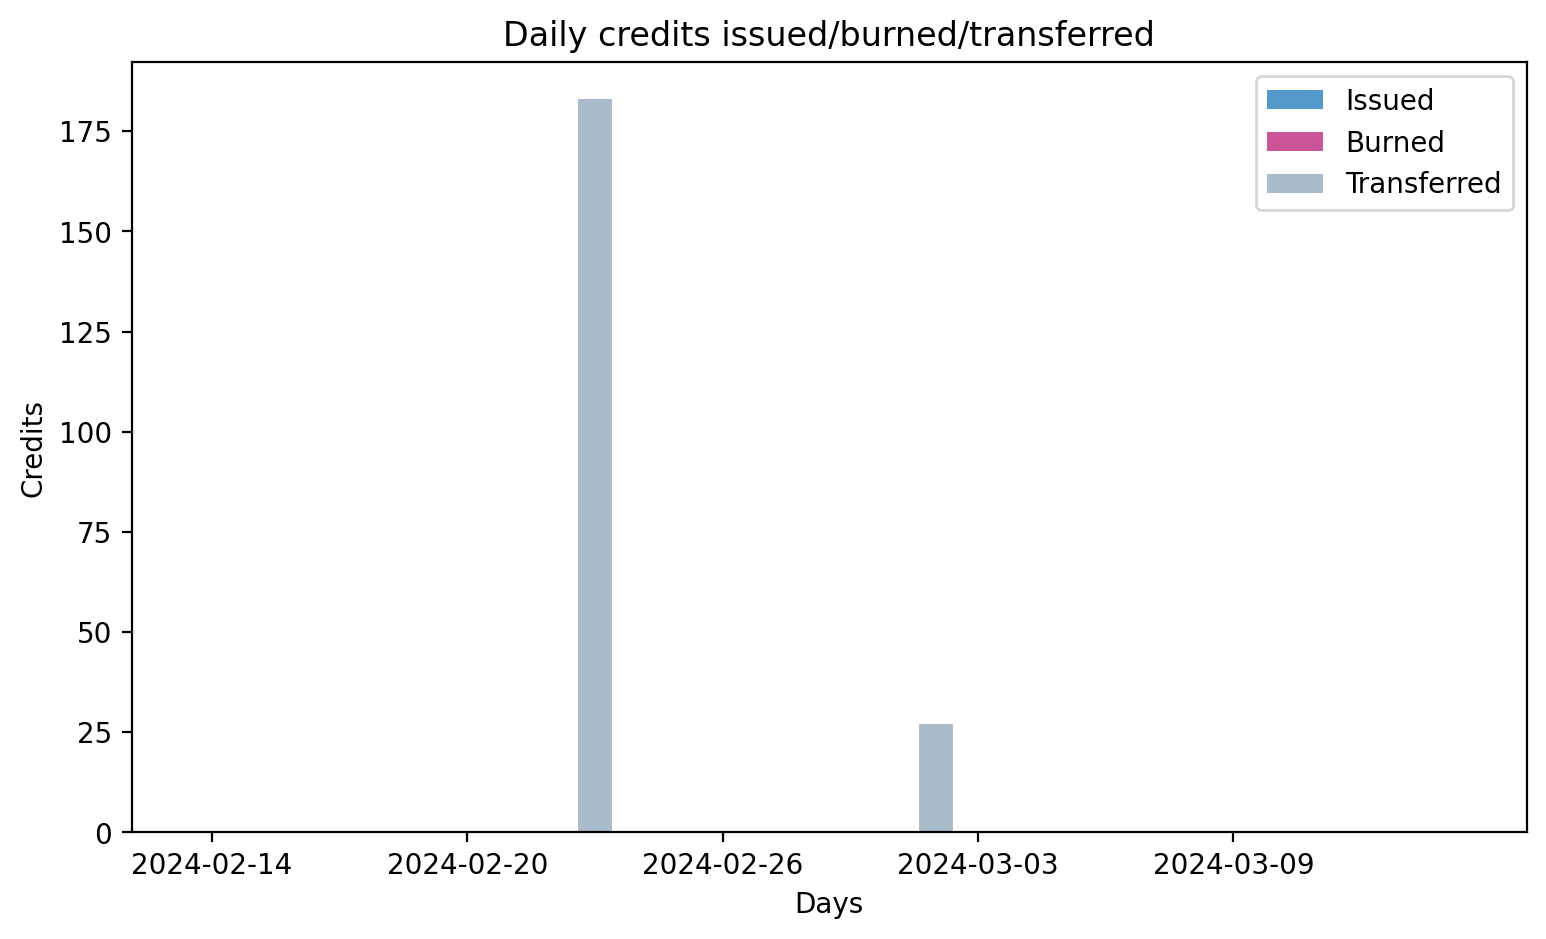 Daily credits issued/burned/transferred
Issued
Burned
Transferred
175
150
125
100
75
50
25
0
Credits
2024-02-14 2024-02-20 2024-02-26 2024-03-03 2024-03-09
Days